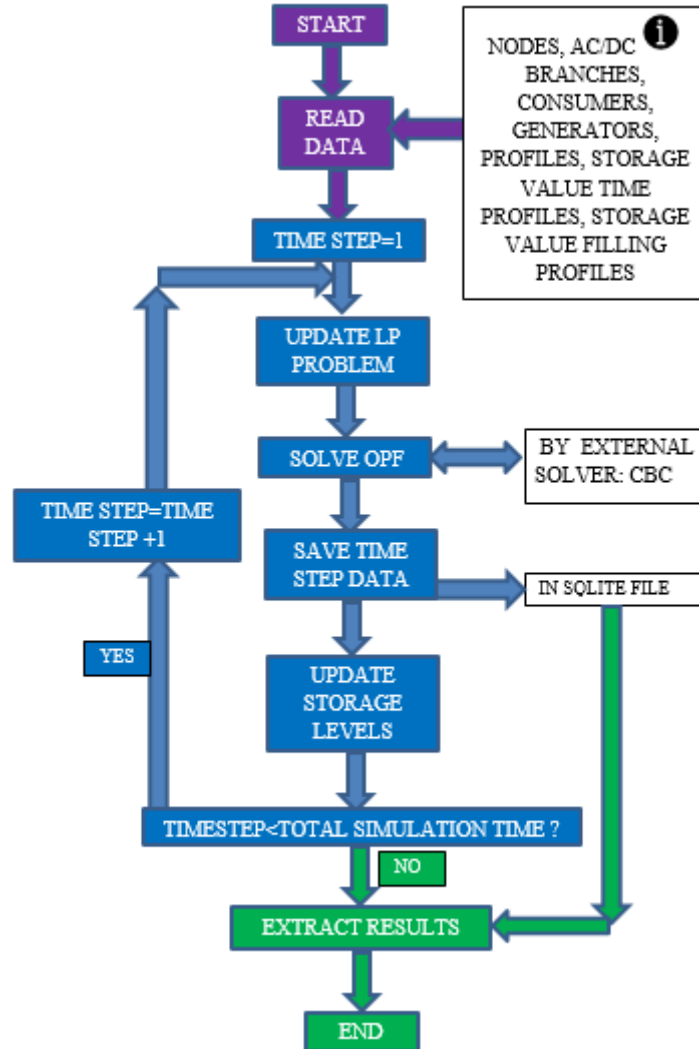 START
NODES, AC/DC
BRANCHES,
CONSUMERS,
GENERATORS,
PROFILES, STORAGE
VALUE TIME
PROFILES, STORAGE
VALUE FILLING
PROFILES
i
READ
DATA
TIME STEP=1
UPDATE LP
PROBLEM
SOLVE OPF
BY EXTERNAL
SOLVER: CBC
TIME STEP=TIME
STEP +1
SAVE TIME
STEP DATA
IN SQLITE FILE
YES
UPDATE
STORAGE
LEVELS
TIMESTEP<TOTAL SIMULATION TIME ?
NO
EXTRACT RESULTS
END